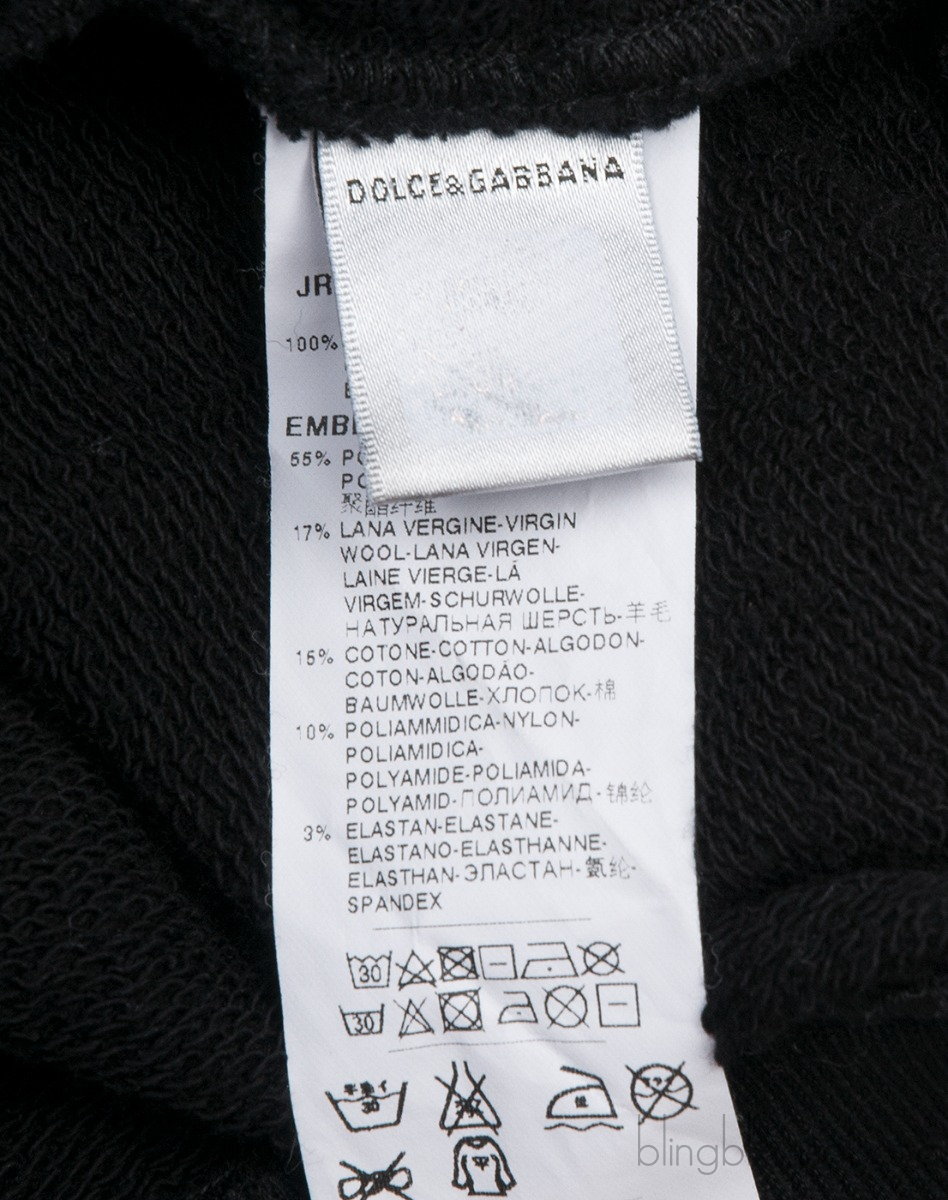 DOLCE&GABBANA
JR
100%
EMB
55% PO
PO
聚酯纤维
17% LANA VERGINE-VIRGIN
WOOL-LANA VIRGEN-
LAINE VIERGE-LÃ
VIRGEM-SCHURWOLLE-
НАТУРАЛЬНАЯ ШЕРСТЬ-羊毛
15% COTONE-COTTON-ALGODON-
COTON-ALGODÃO-
BAUMWOLLE-ХЛОПОК-棉
10% POLIAMMIDICA-NYLON-
POLIAMIDICA-
POLYAMIDE-POLIAMIDA-
POLYAMID-ПОЛИАМИД-锦纶
3% ELASTAN-ELASTANE-
ELASTANO-ELASTHANNE-
ELASTHAN-ЭЛАСТАН-氨纶-
SPANDEX
30
30
30
低
blingb